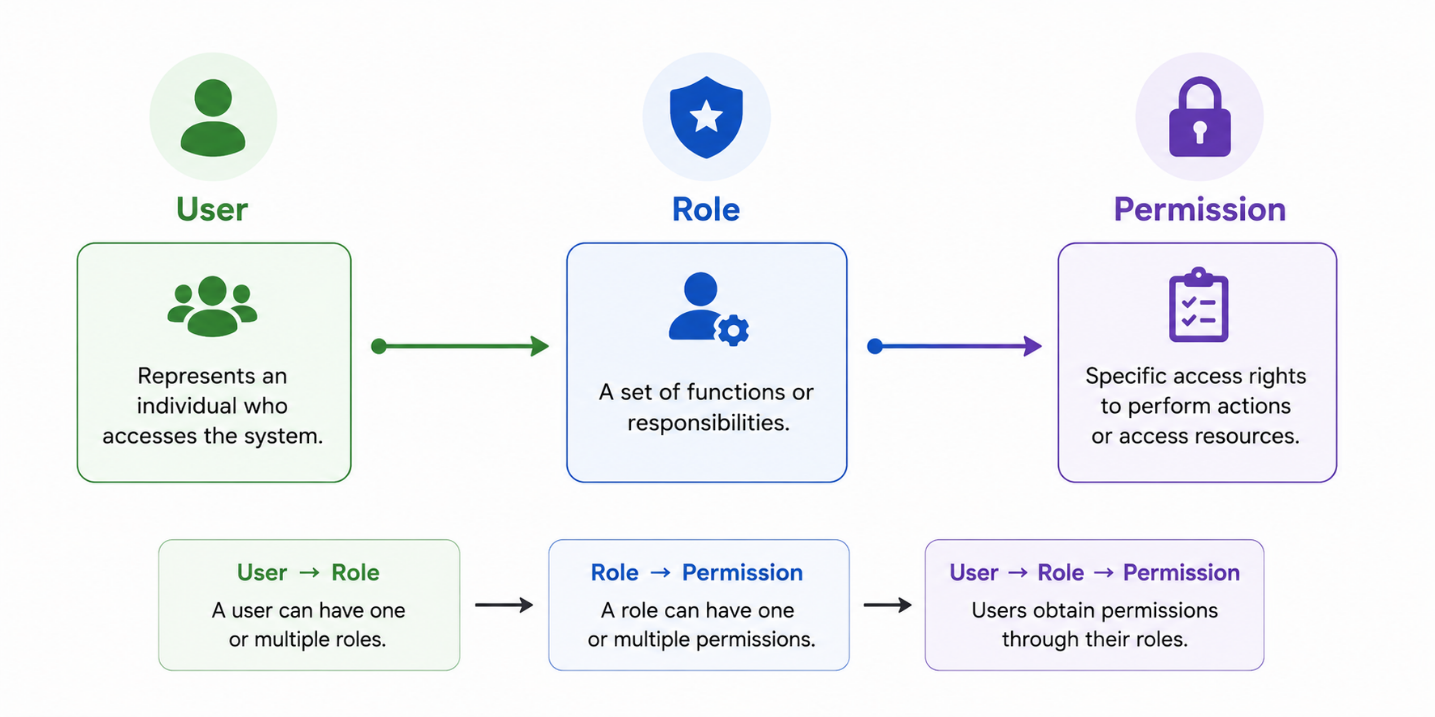 User
Role
Permission
Represents an
individual who
accesses the system.
A set of functions or
responsibilities.
Specific access rights
to perform actions
or access resources.
User → Role
A user can have one
or multiple roles.
Role → Permission
A role can have one
or multiple permissions.
User → Role → Permission
Users obtain permissions
through their roles.